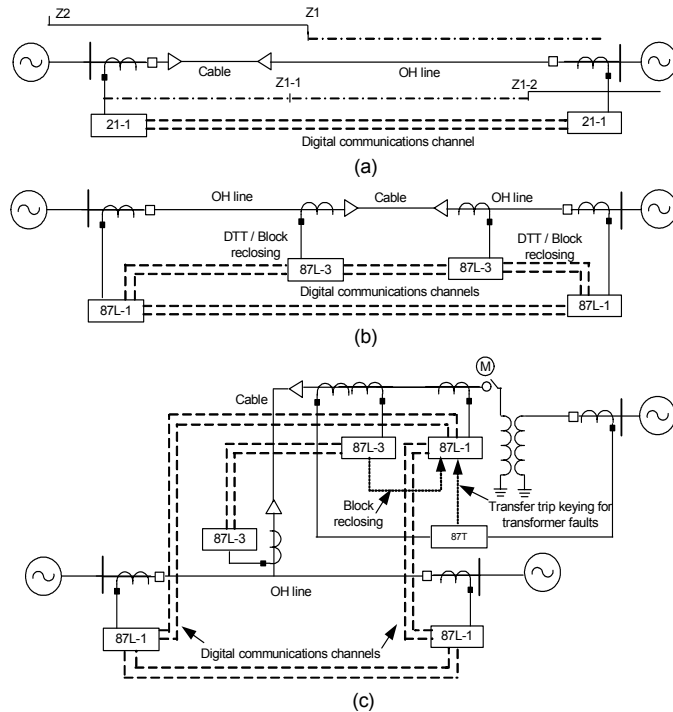 Z2
Z1
Cable
OH line
Z1-1
Z1-2
21-1
21-1
Digital communications channel
(a)
OH line
Cable
OH line
DTT / Block
reclosing
DTT / Block
reclosing
87L-3
87L-3
Digital communications channels
87L-1
87L-1
(b)
M
Cable
87L-3
87L-1
Block
reclosing
Transfer trip keying for
transformer faults
87L-3
87T
OH line
87L-1
Digital communications channels
87L-1
(c)